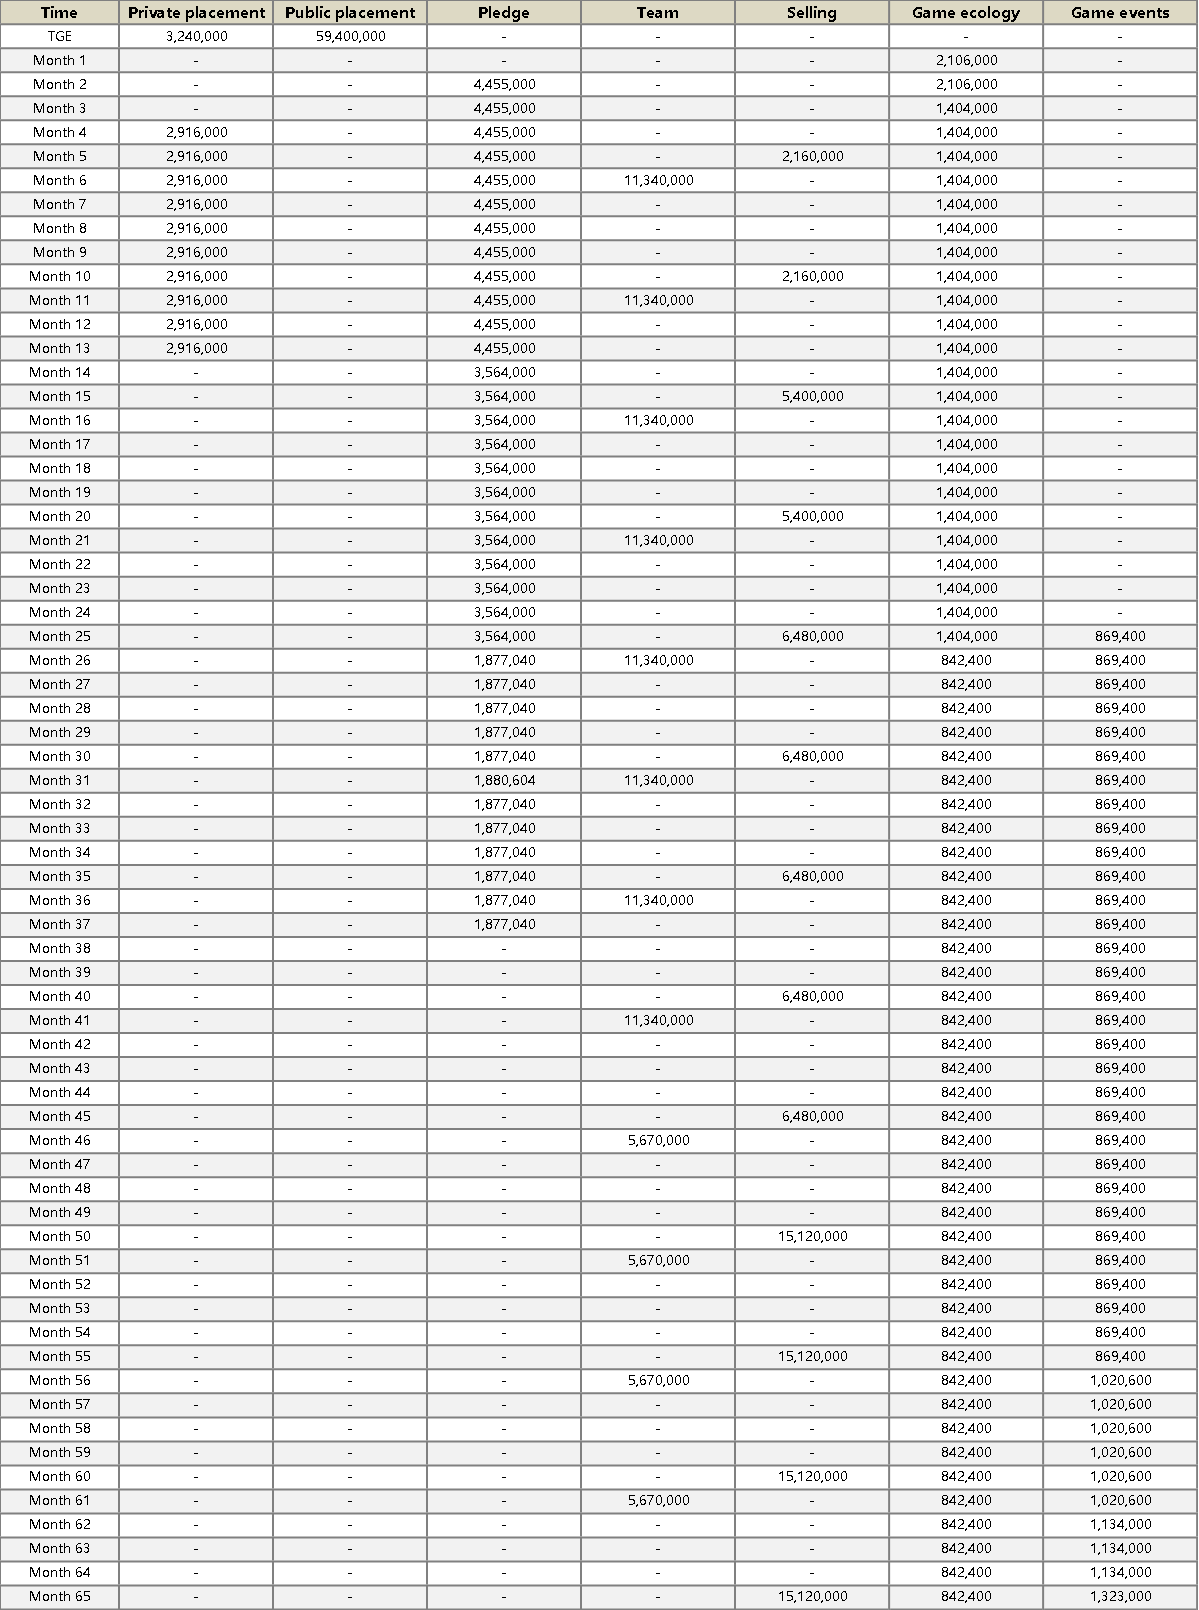 Time Private placement Public placement Pledge Team Selling Game ecology Game events
TGE 3,240,000 59,400,000 - - - - -
Month 1 - - - - - 2,106,000 -
Month 2 - - 4,455,000 - - 2,106,000 -
Month 3 - - 4,455,000 - - 1,404,000 -
Month 4 2,916,000 - 4,455,000 - - 1,404,000 -
Month 5 2,916,000 - 4,455,000 - 2,160,000 1,404,000 -
Month 6 2,916,000 - 4,455,000 11,340,000 - 1,404,000 -
Month 7 2,916,000 - 4,455,000 - - 1,404,000 -
Month 8 2,916,000 - 4,455,000 - - 1,404,000 -
Month 9 2,916,000 - 4,455,000 - - 1,404,000 -
Month 10 2,916,000 - 4,455,000 - 2,160,000 1,404,000 -
Month 11 2,916,000 - 4,455,000 11,340,000 - 1,404,000 -
Month 12 2,916,000 - 4,455,000 - - 1,404,000 -
Month 13 2,916,000 - 4,455,000 - - 1,404,000 -
Month 14 - - 3,564,000 - - 1,404,000 -
Month 15 - - 3,564,000 - 5,400,000 1,404,000 -
Month 16 - - 3,564,000 11,340,000 - 1,404,000 -
Month 17 - - 3,564,000 - - 1,404,000 -
Month 18 - - 3,564,000 - - 1,404,000 -
Month 19 - - 3,564,000 - - 1,404,000 -
Month 20 - - 3,564,000 - 5,400,000 1,404,000 -
Month 21 - - 3,564,000 11,340,000 - 1,404,000 -
Month 22 - - 3,564,000 - - 1,404,000 -
Month 23 - - 3,564,000 - - 1,404,000 -
Month 24 - - 3,564,000 - - 1,404,000 -
Month 25 - - 3,564,000 - 6,480,000 1,404,000 869,400
Month 26 - - 1,877,040 11,340,000 - 842,400 869,400
Month 27 - - 1,877,040 - - 842,400 869,400
Month 28 - - 1,877,040 - - 842,400 869,400
Month 29 - - 1,877,040 - - 842,400 869,400
Month 30 - - 1,877,040 - 6,480,000 842,400 869,400
Month 31 - - 1,880,604 11,340,000 - 842,400 869,400
Month 32 - - 1,877,040 - - 842,400 869,400
Month 33 - - 1,877,040 - - 842,400 869,400
Month 34 - - 1,877,040 - - 842,400 869,400
Month 35 - - 1,877,040 - 6,480,000 842,400 869,400
Month 36 - - 1,877,040 11,340,000 - 842,400 869,400
Month 37 - - 1,877,040 - - 842,400 869,400
Month 38 - - - - - 842,400 869,400
Month 39 - - - - - 842,400 869,400
Month 40 - - - - 6,480,000 842,400 869,400
Month 41 - - - 11,340,000 - 842,400 869,400
Month 42 - - - - - 842,400 869,400
Month 43 - - - - - 842,400 869,400
Month 44 - - - - - 842,400 869,400
Month 45 - - - - 6,480,000 842,400 869,400
Month 46 - - - 5,670,000 - 842,400 869,400
Month 47 - - - - - 842,400 869,400
Month 48 - - - - - 842,400 869,400
Month 49 - - - - - 842,400 869,400
Month 50 - - - - 15,120,000 842,400 869,400
Month 51 - - - 5,670,000 - 842,400 869,400
Month 52 - - - - - 842,400 869,400
Month 53 - - - - - 842,400 869,400
Month 54 - - - - - 842,400 869,400
Month 55 - - - - 15,120,000 842,400 869,400
Month 56 - - - 5,670,000 - 842,400 1,020,600
Month 57 - - - - - 842,400 1,020,600
Month 58 - - - - - 842,400 1,020,600
Month 59 - - - - - 842,400 1,020,600
Month 60 - - - - 15,120,000 842,400 1,020,600
Month 61 - - - 5,670,000 - 842,400 1,020,600
Month 62 - - - - - 842,400 1,134,000
Month 63 - - - - - 842,400 1,134,000
Month 64 - - - - - 842,400 1,134,000
Month 65 - - - - 15,120,000 842,400 1,323,000